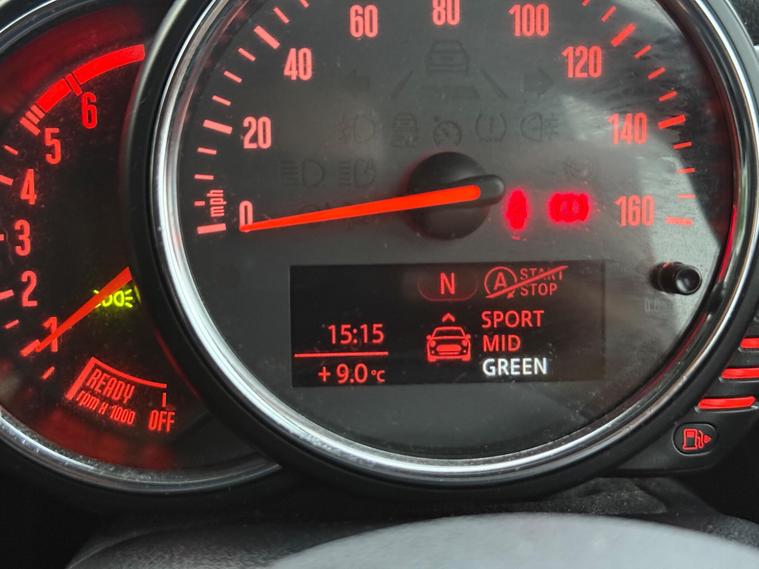 20
40
60
80
100
120
140
160
0
mph
1
2
3
4
5
6
READY
rpm x 1000
OFF
N
A START
STOP
15:15
+ 9.0°C
SPORT
MID
GREEN